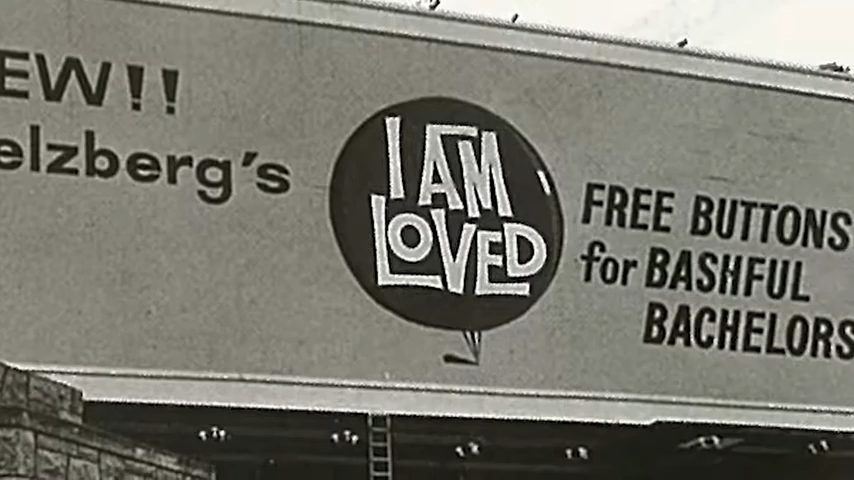 EW!!
elzberg's
I AM
LOVED
FREE BUTTONS
for BASHFUL
BACHELORS